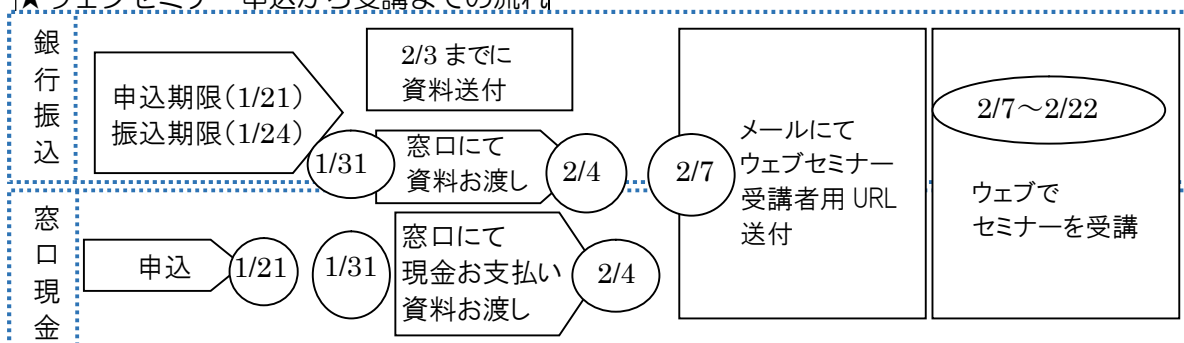 ★ウェブセミナー申込から受講までの流れ
銀行振込
申込期限(1/21)
振込期限(1/24)
2/3 までに
資料送付
1/31
窓口にて
資料お渡し
2/4
2/7
メールにて
ウェブセミナー
受講者用 URL
送付
2/7～2/22
ウェブで
セミナーを受講
窓口現金
申込
1/21
1/31
窓口にて
現金お支払い
資料お渡し
2/4